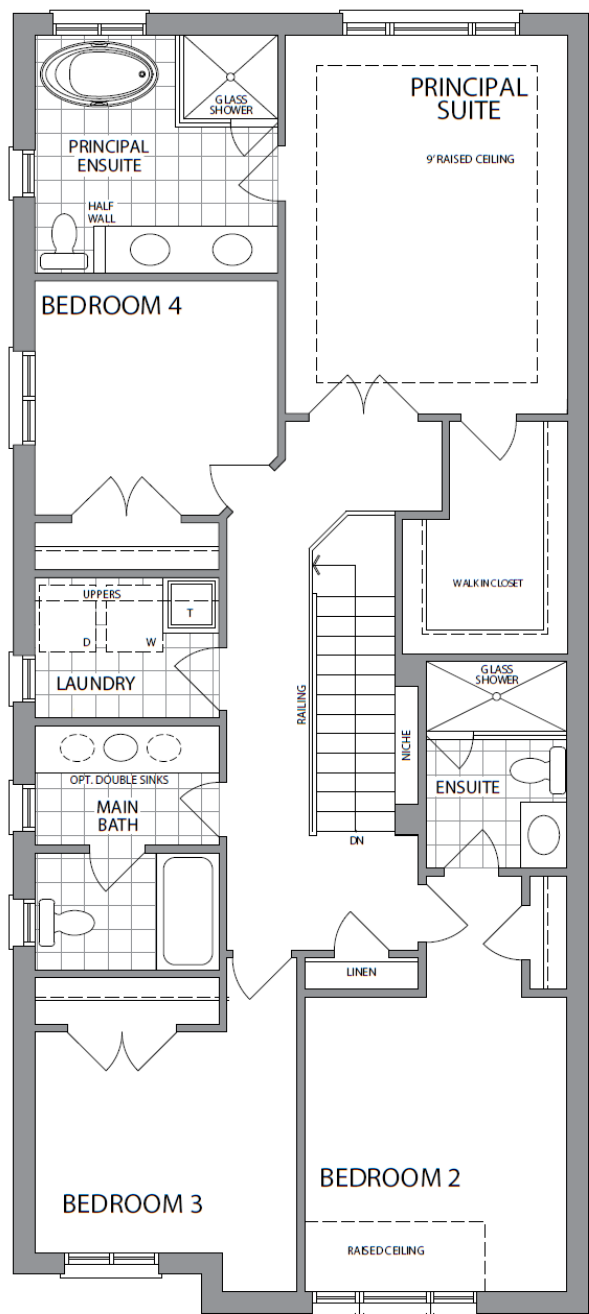 GLASS
SHOWER
PRINCIPAL
SUITE
PRINCIPAL
ENSUITE
9' RAISED CEILING
HALF
WALL
BEDROOM 4
UPPERS
D
W
T
WALK IN CLOSET
LAUNDRY
GLASS
SHOWER
RAILING
NICHE
OPT. DOUBLE SINKS
ENSUITE
MAIN
BATH
DN
LINEN
BEDROOM 2
BEDROOM 3
RAISED CEILING